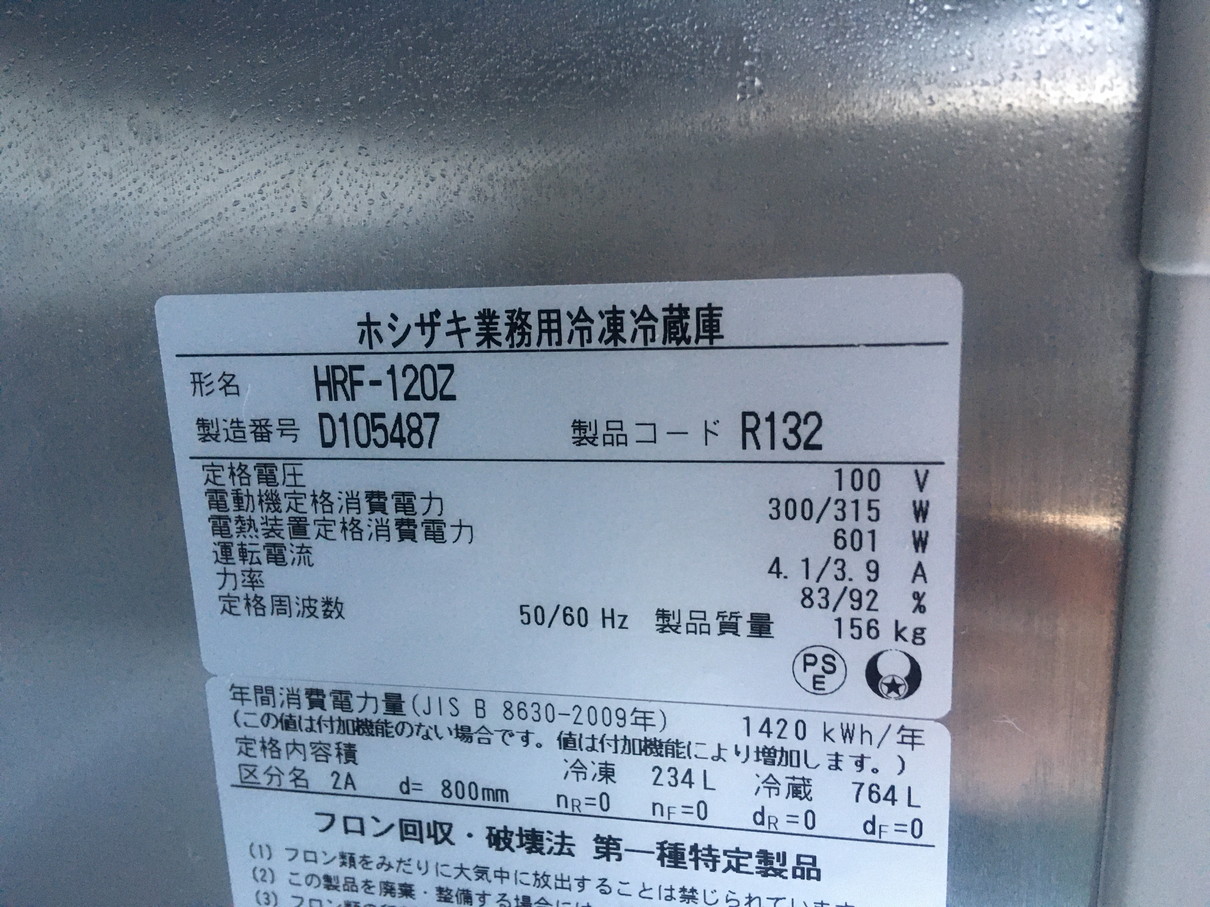 ホシザキ業務用冷凍冷蔵庫
形名 HRF-120Z
製造番号 D105487 製品コード R132
定格電圧 100 V
電動機定格消費電力 300/315 W
電熱装置定格消費電力 601 W
運転電流 4.1/3.9 A
力率 83/92 %
定格周波数 50/60 Hz 製品質量 156 kg
PS
E
年間消費電力量(JIS B 8630-2009年) 1420 kWh/年
(この値は付加機能のない場合です。値は付加機能により増加します。)
定格内容積 冷凍 234L 冷蔵 764L
区分名 2A d= 800mm nR=0 nF=0 dR=0 dF=0
フロン回収・破壊法 第一種特定製品
(1) フロン類をみだりに大気中に放出することは禁じられています
(2) この製品を廃棄・整備する場合には
(3) フロン類の